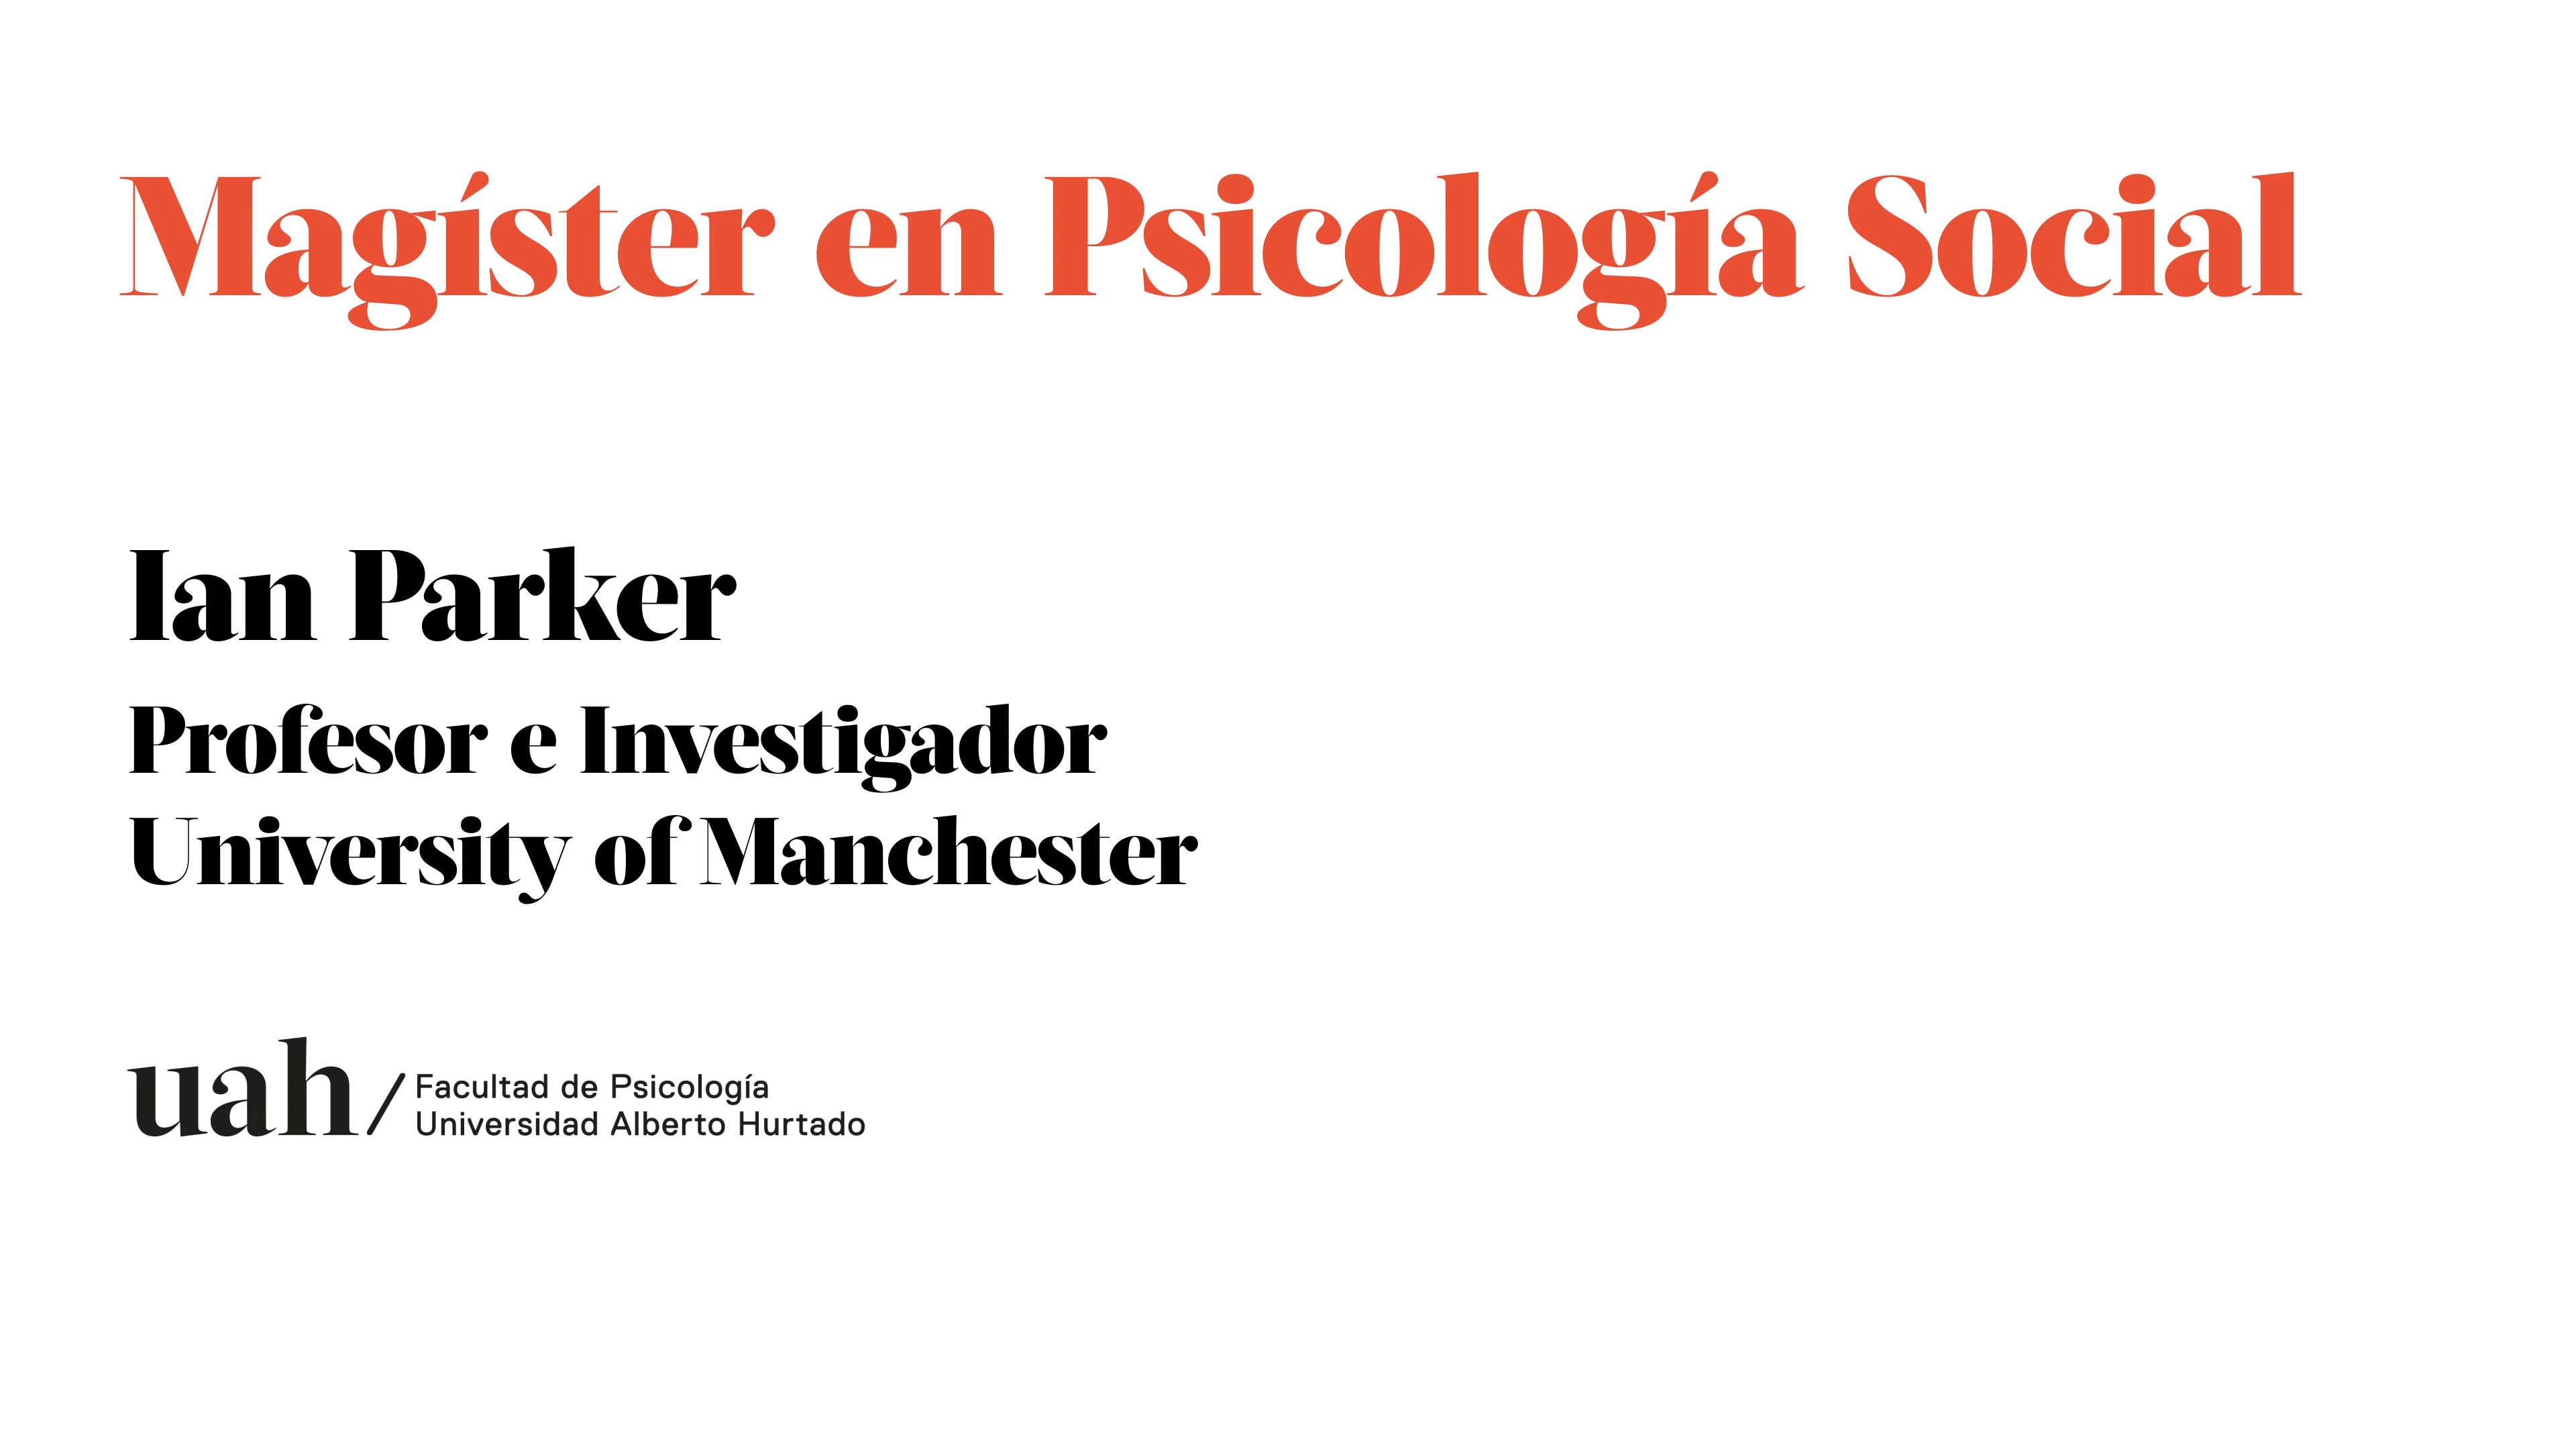 Magíster en Psicología Social
Ian Parker
Profesor e Investigador
University of Manchester
uah/
Facultad de Psicología
Universidad Alberto Hurtado